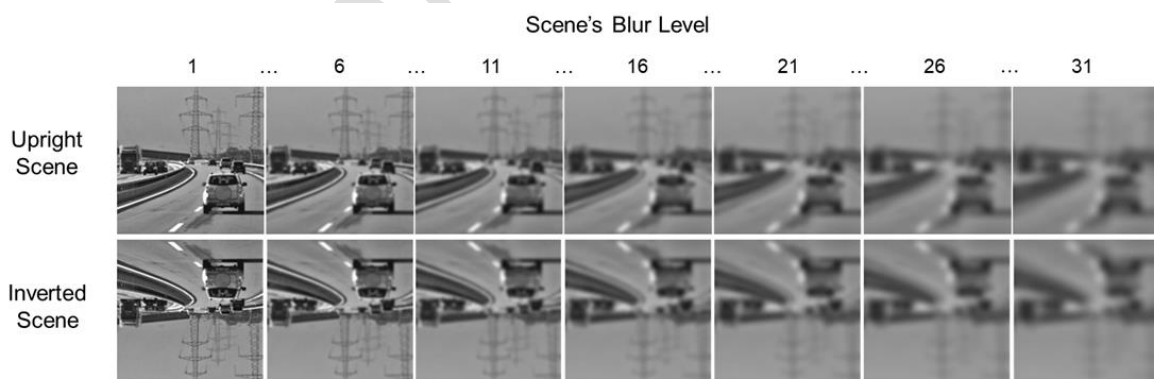 Scene's Blur Level
1 ... 6 ... 11 ... 16 ... 21 ... 26 ... 31
Upright
Scene
Inverted
Scene